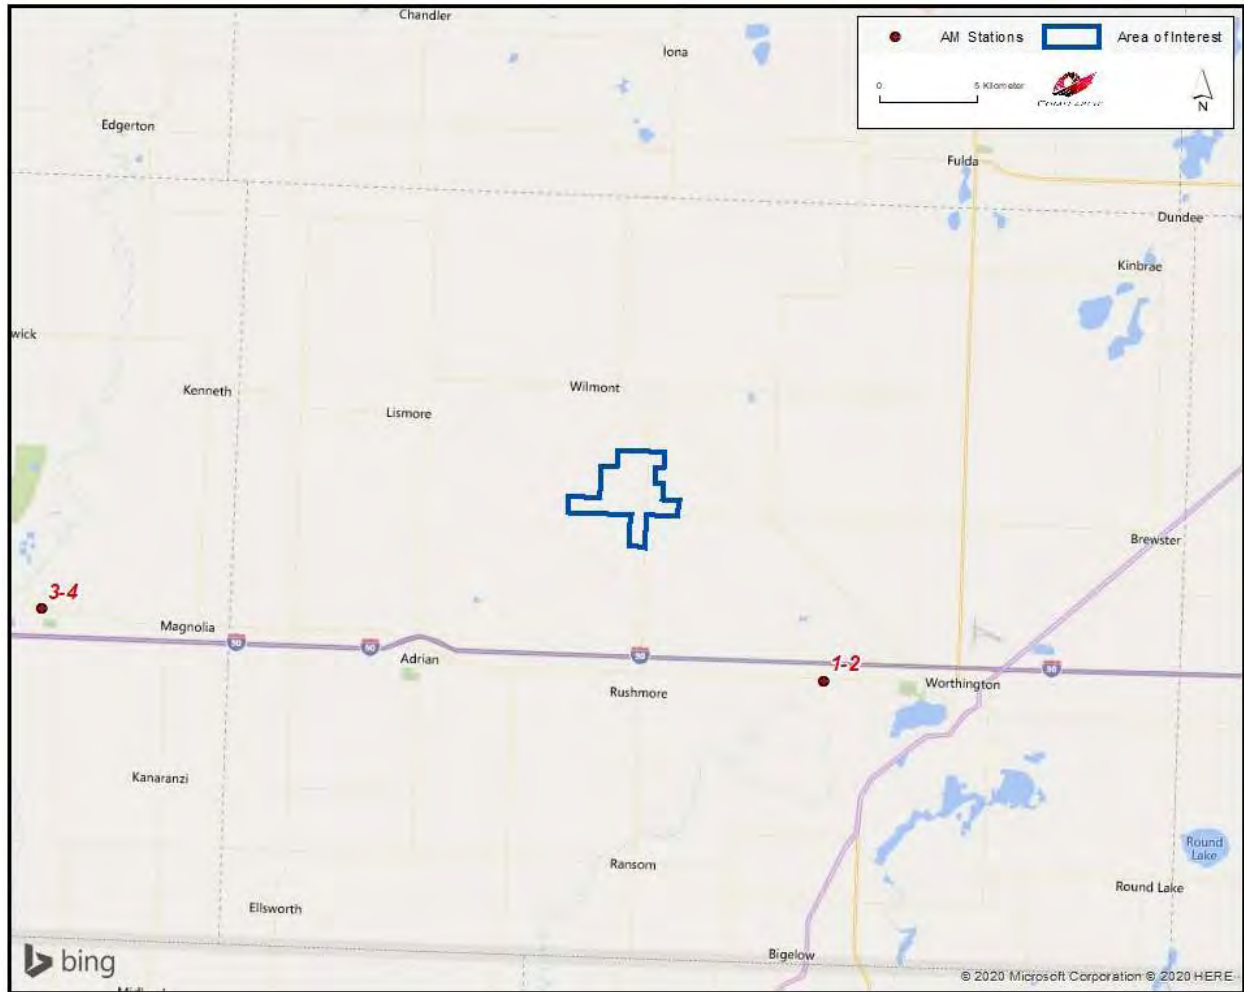 Chandler
Iona
AM Stations
Area of Interest
0
5 Kilometer
N
Edgerton
Fulda
Dundee
Kinbrae
wick
Kenneth
Wilmont
Lismore
Brewster
3-4
Magnolia
90
90
90
90
Adrian
1-2
Rushmore
Worthington
Kanaranzi
Ransom
Round
Lake
Round Lake
Ellsworth
Bigelow
bing
© 2020 Microsoft Corporation © 2020 HERE